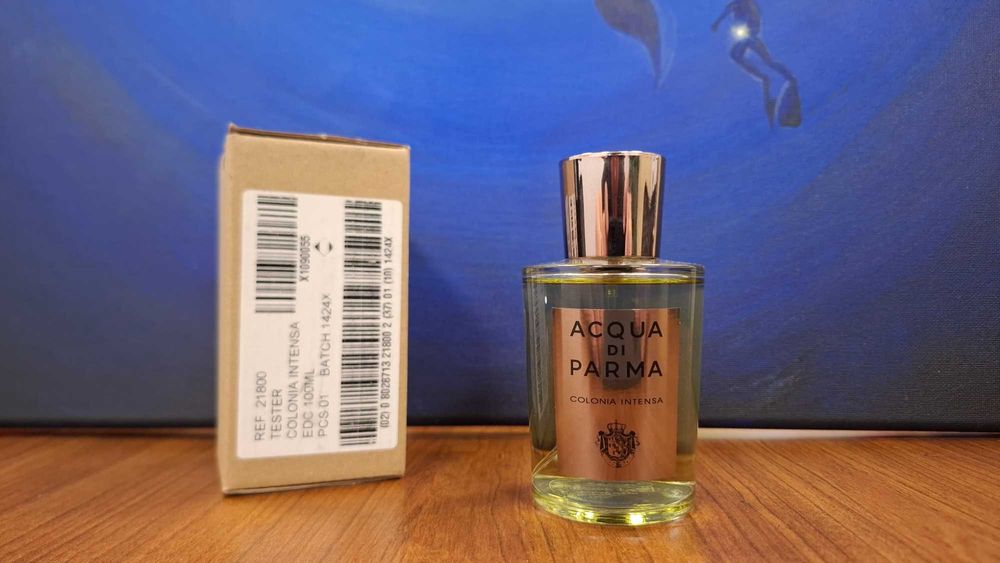 REF 21800
TESTER
COLONIA INTENSA
EDC 100ML
PCS 01 BATCH 1424X
X1090055
(02) 0 8028713 21800 2 (37) 01 (10) 1424X
ACQUA
DI
PARMA
COLONIA INTENSA